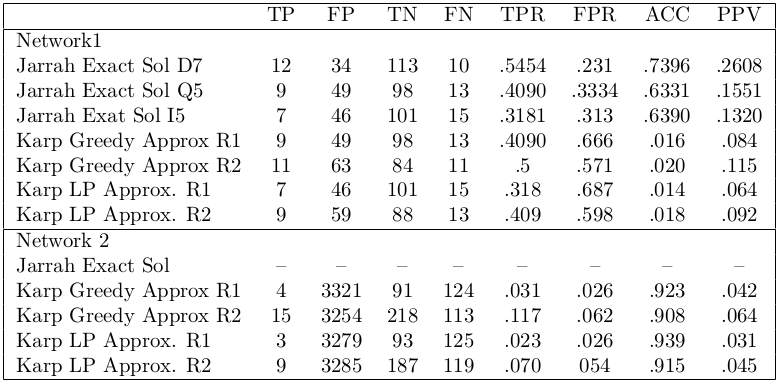 TP FP TN FN TPR FPR ACC PPV
Network1
Jarrah Exact Sol D7 12 34 113 10 .5454 .231 .7396 .2608
Jarrah Exact Sol Q5 9 49 98 13 .4090 .3334 .6331 .1551
Jarrah Exat Sol I5 7 46 101 15 .3181 .313 .6390 .1320
Karp Greedy Approx R1 9 49 98 13 .4090 .666 .016 .084
Karp Greedy Approx R2 11 63 84 11 .5 .571 .020 .115
Karp LP Approx. R1 7 46 101 15 .318 .687 .014 .064
Karp LP Approx. R2 9 59 88 13 .409 .598 .018 .092
Network 2
Jarrah Exact Sol – – – – – – – –
Karp Greedy Approx R1 4 3321 91 124 .031 .026 .923 .042
Karp Greedy Approx R2 15 3254 218 113 .117 .062 .908 .064
Karp LP Approx. R1 3 3279 93 125 .023 .026 .939 .031
Karp LP Approx. R2 9 3285 187 119 .070 054 .915 .045